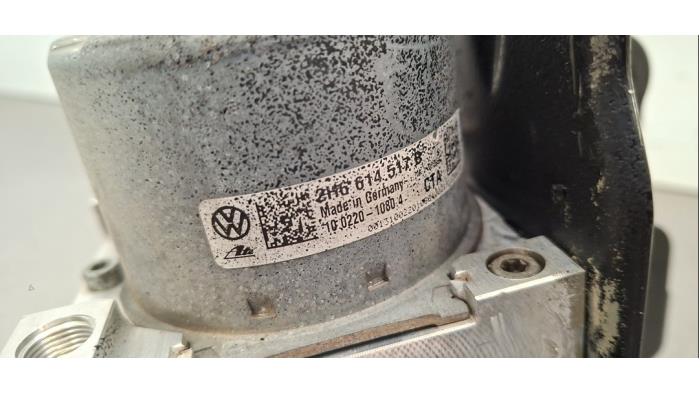 2H6 614 517 B
Made in Germany
10.0220-1080.4
CTA